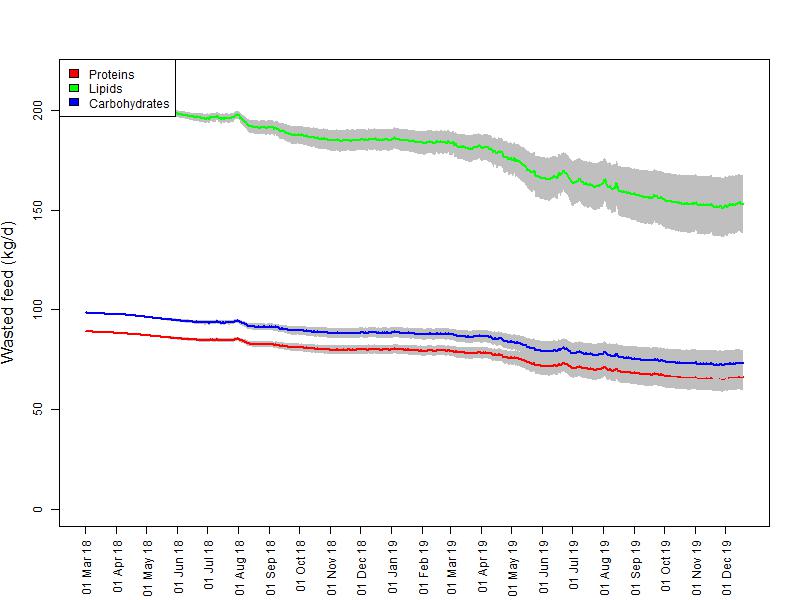 Proteins
Lipids
Carbohydrates
Wasted feed (kg/d)
200
150
100
50
0
01 Mar 18
01 Apr 18
01 May 18
01 Jun 18
01 Jul 18
01 Aug 18
01 Sep 18
01 Oct 18
01 Nov 18
01 Dec 18
01 Jan 19
01 Feb 19
01 Mar 19
01 Apr 19
01 May 19
01 Jun 19
01 Jul 19
01 Aug 19
01 Sep 19
01 Oct 19
01 Nov 19
01 Dec 19